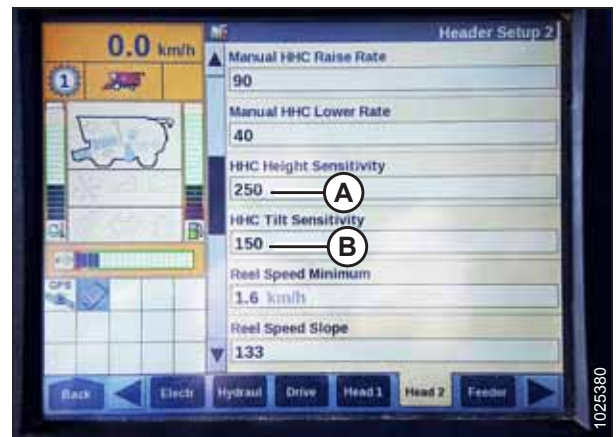 0.0 km/h
Header Setup 2
1
Manual HHC Raise Rate
90
Manual HHC Lower Rate
40
HHC Height Sensitivity
250
A
HHC Tilt Sensitivity
150
B
Reel Speed Minimum
1.6 km/h
Reel Speed Slope
133
GPS
Back
Electr
Hydraul
Drive
Head 1
Head 2
Feeder
1025380